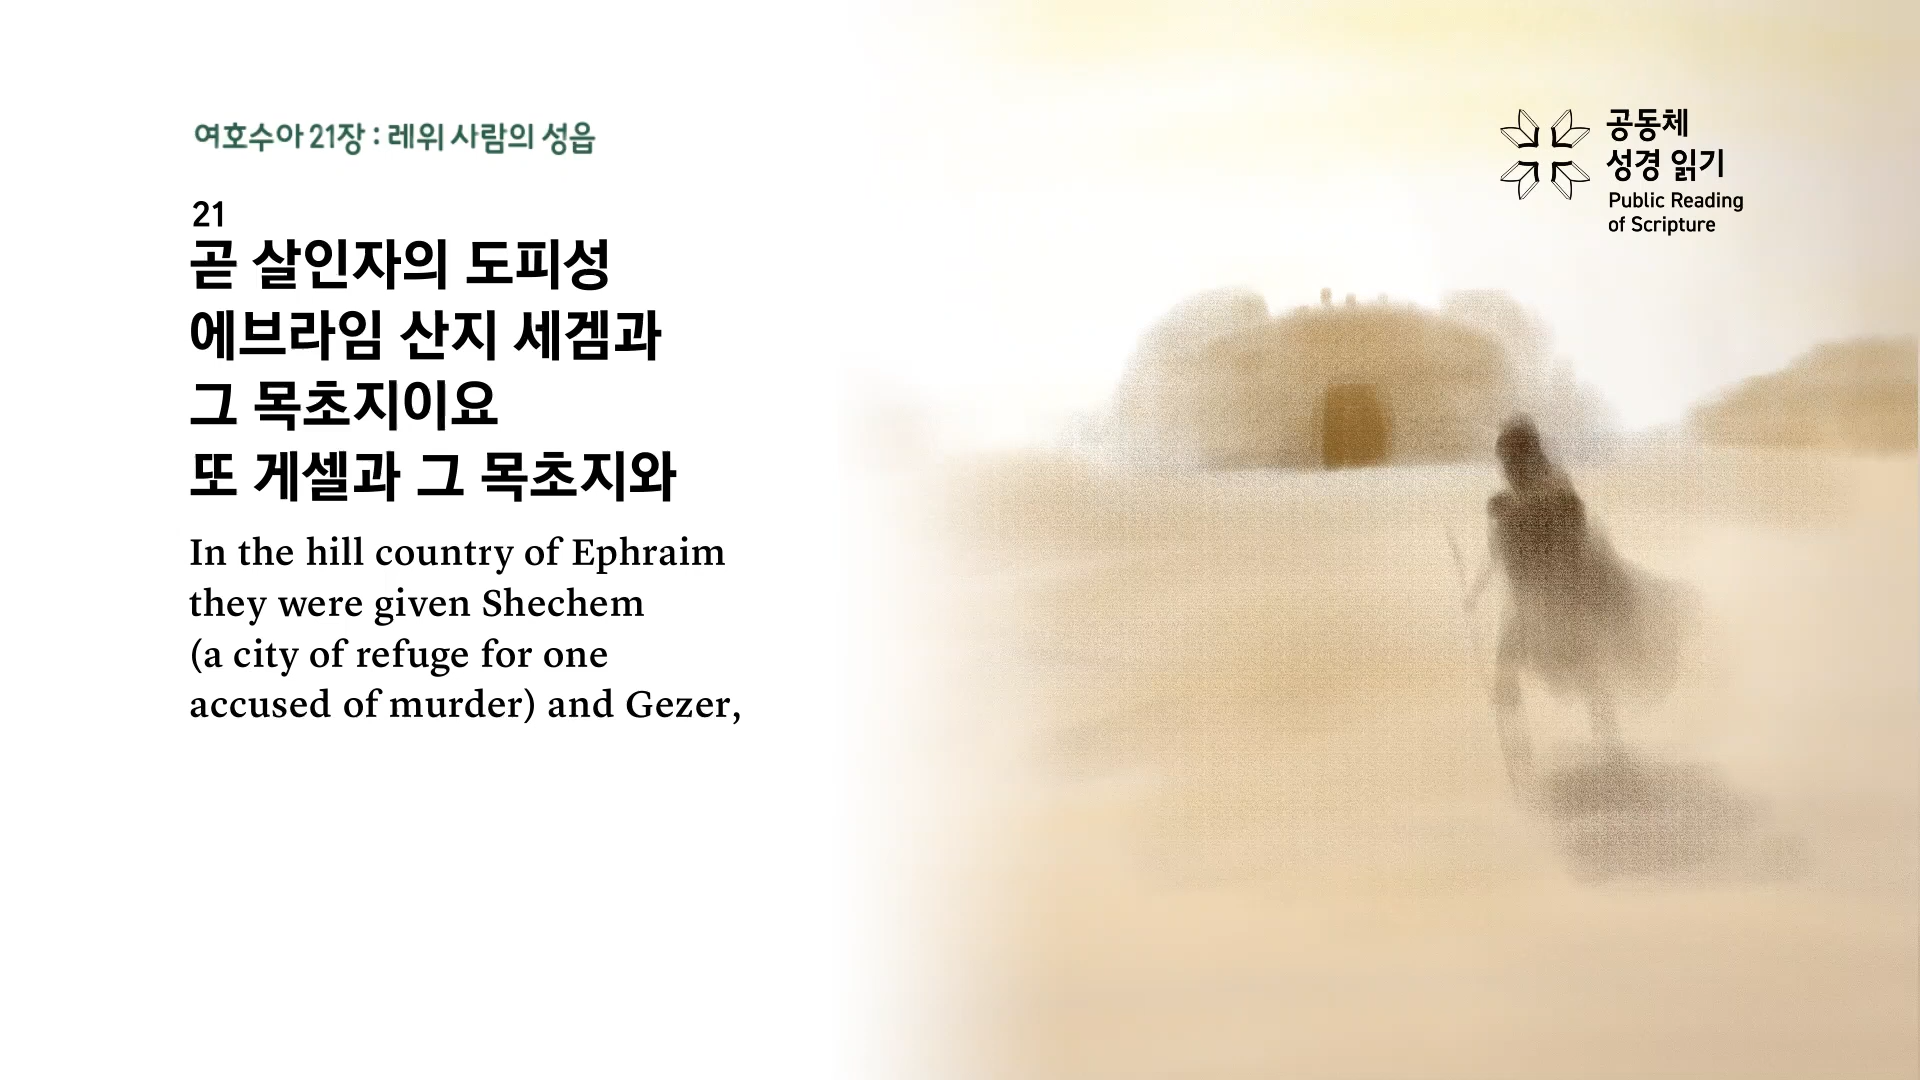 여호수아 21장 : 레위 사람의 성읍
21
곧 살인자의 도피성
에브라임 산지 세겜과
그 목초지이요
또 게셀과 그 목초지와
In the hill country of Ephraim
they were given Shechem
(a city of refuge for one
accused of murder) and Gezer,
공동체
성경 읽기
Public Reading
of Scripture